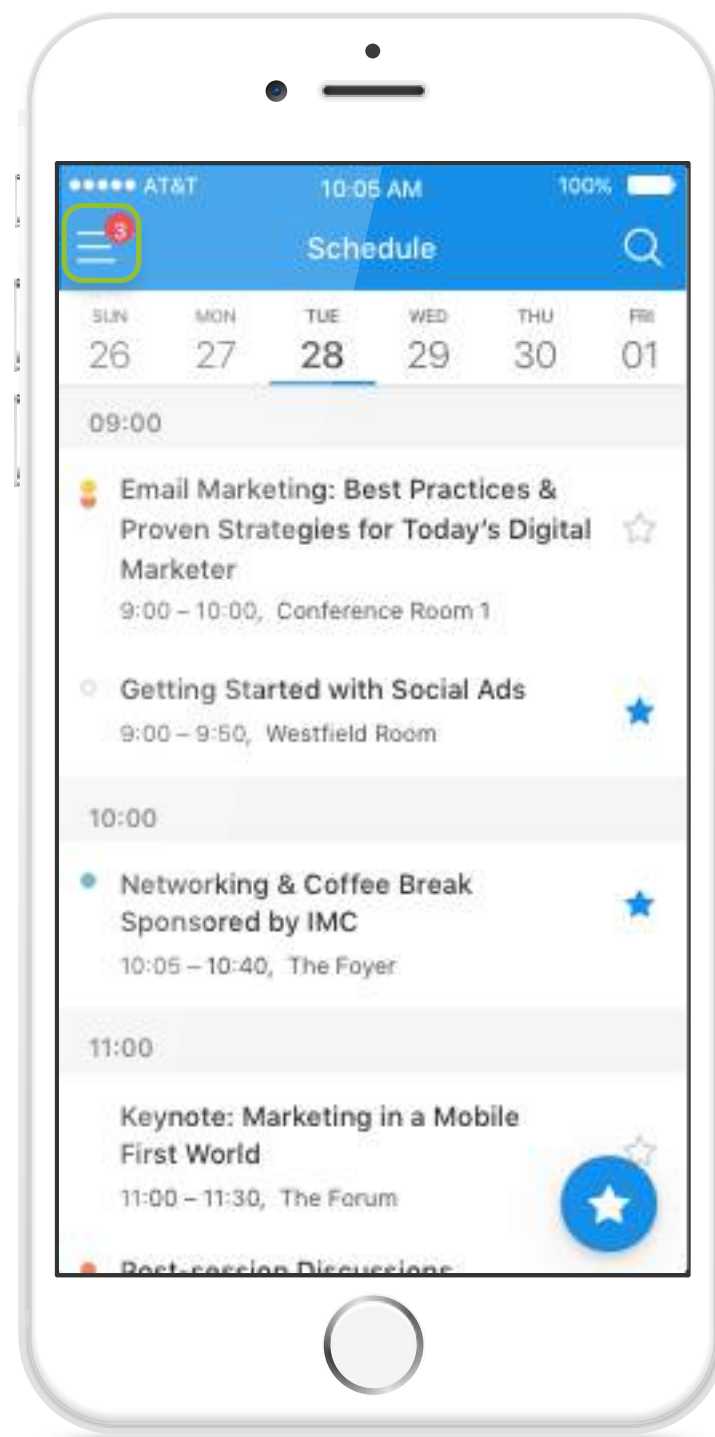 AT&T 10:05 AM 100%
3
Schedule
SUN MON TUE WED THU FRI
26 27 28 29 30 01
09:00
Email Marketing: Best Practices &
Proven Strategies for Today's Digital
Marketer
9:00 – 10:00, Conference Room 1
Getting Started with Social Ads
9:00 – 9:50, Westfield Room
10:00
Networking & Coffee Break
Sponsored by IMC
10:05 – 10:40, The Foyer
11:00
Keynote: Marketing in a Mobile
First World
11:00 – 11:30, The Forum
Post-session Discussions